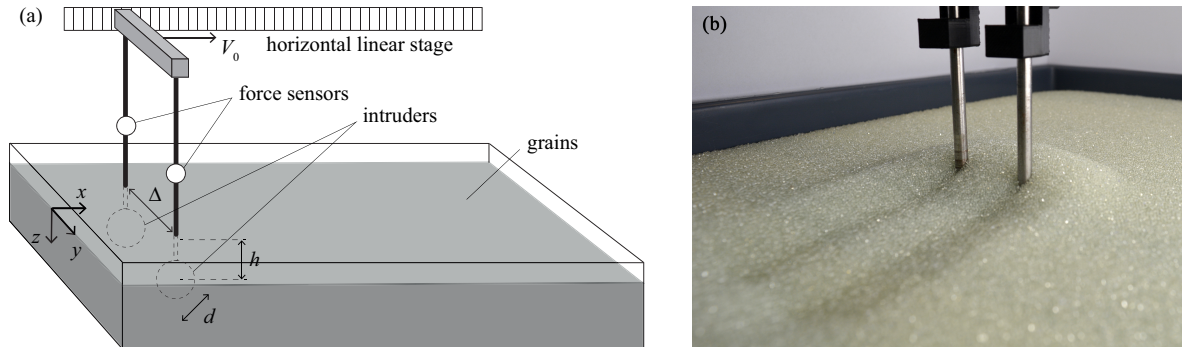 (a)
V0
horizontal linear stage
force sensors
intruders
grains
Δ
x
z
y
h
d
(b)